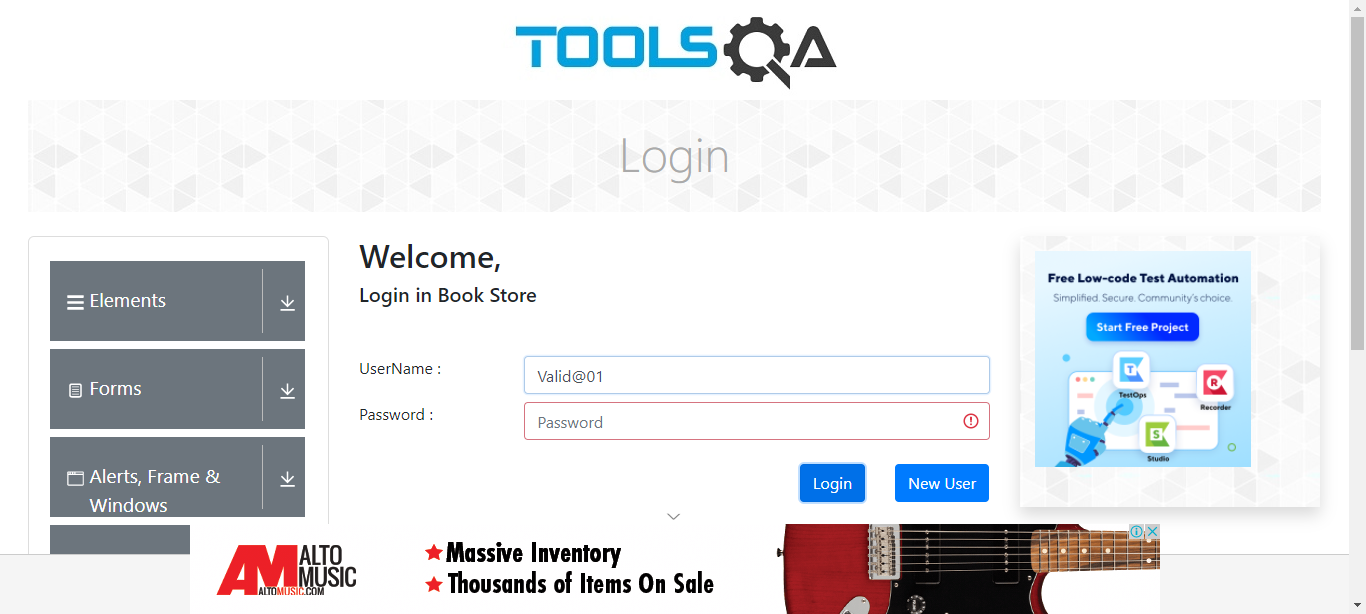 TOOLSQA
Login
Elements
Forms
Alerts, Frame &
Windows
Welcome,
Login in Book Store
UserName :
Valid@01
Password :
Password
Login
New User
Free Low-code Test Automation
Simplified. Secure. Community's choice.
Start Free Project
TestOps
Recorder
Studio
AM ALTO
MUSIC
ALTOMUSIC.COM
Massive Inventory
Thousands of Items On Sale